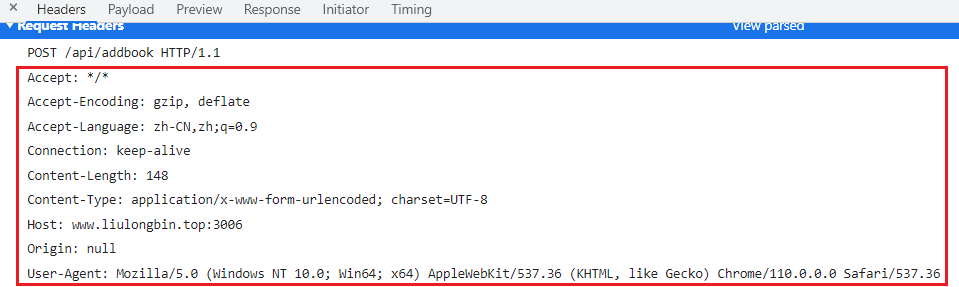 Headers Payload Preview Response Initiator Timing
Request Headers View parsed
POST /api/addbook HTTP/1.1
Accept: */*
Accept-Encoding: gzip, deflate
Accept-Language: zh-CN,zh;q=0.9
Connection: keep-alive
Content-Length: 148
Content-Type: application/x-www-form-urlencoded; charset=UTF-8
Host: www.liulongbin.top:3006
Origin: null
User-Agent: Mozilla/5.0 (Windows NT 10.0; Win64; x64) AppleWebKit/537.36 (KHTML, like Gecko) Chrome/110.0.0.0 Safari/537.36